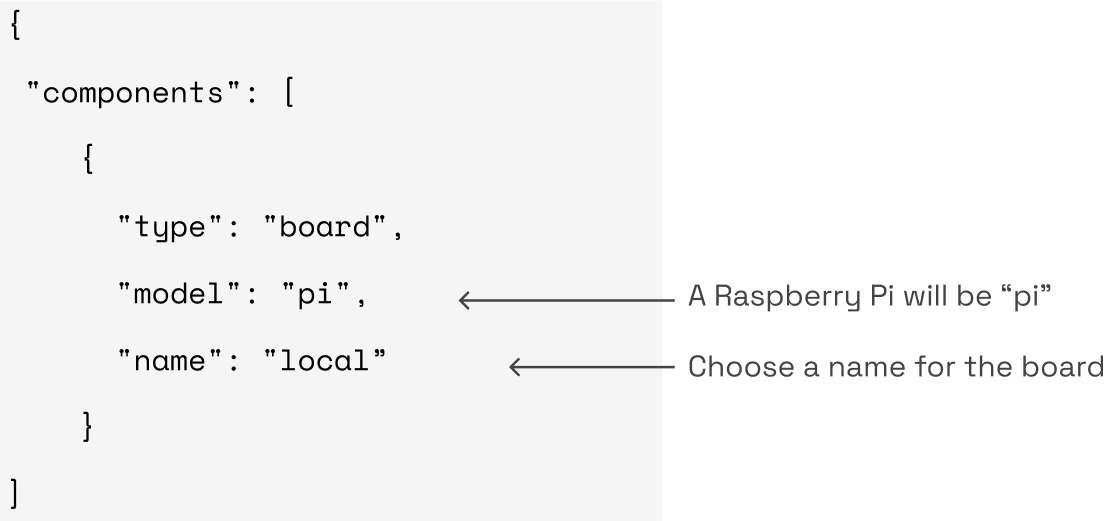 {
"components": [
{
"type": "board",
"model": "pi",
A Raspberry Pi will be “pi”
"name": "local”
Choose a name for the board
}
]